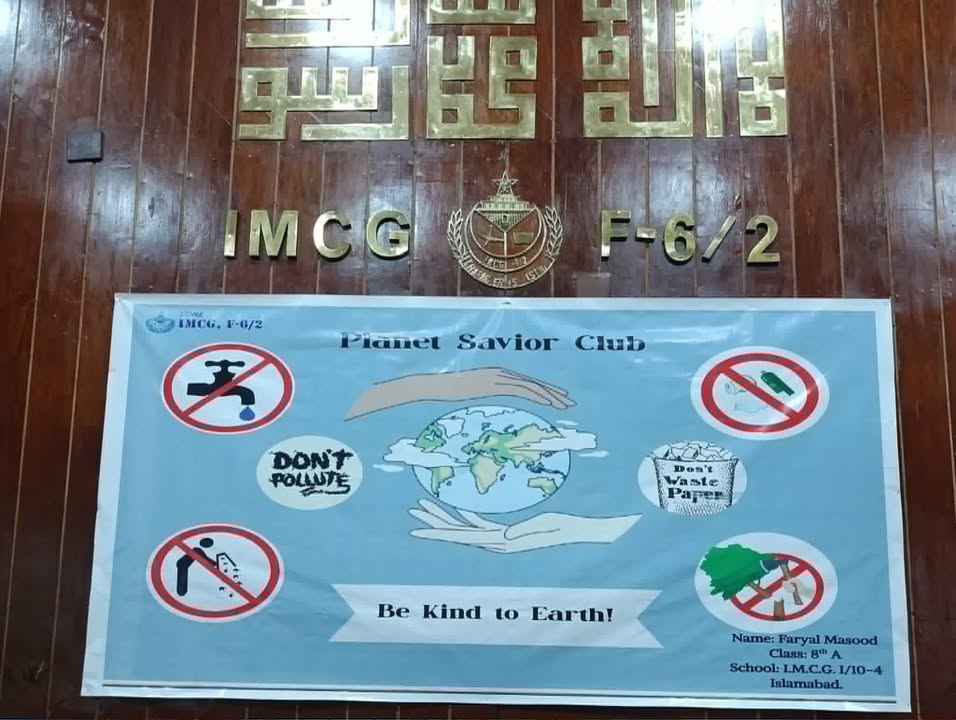 IMCG F-6/2
IMCG, F-6/2
Planet Savior Club
DON'T
POLLUTE
Don't
Waste
Paper
Be Kind to Earth!
Name: Faryal Masood
Class: 8th A
School: I.M.C.G. I/10-4
Islamabad.